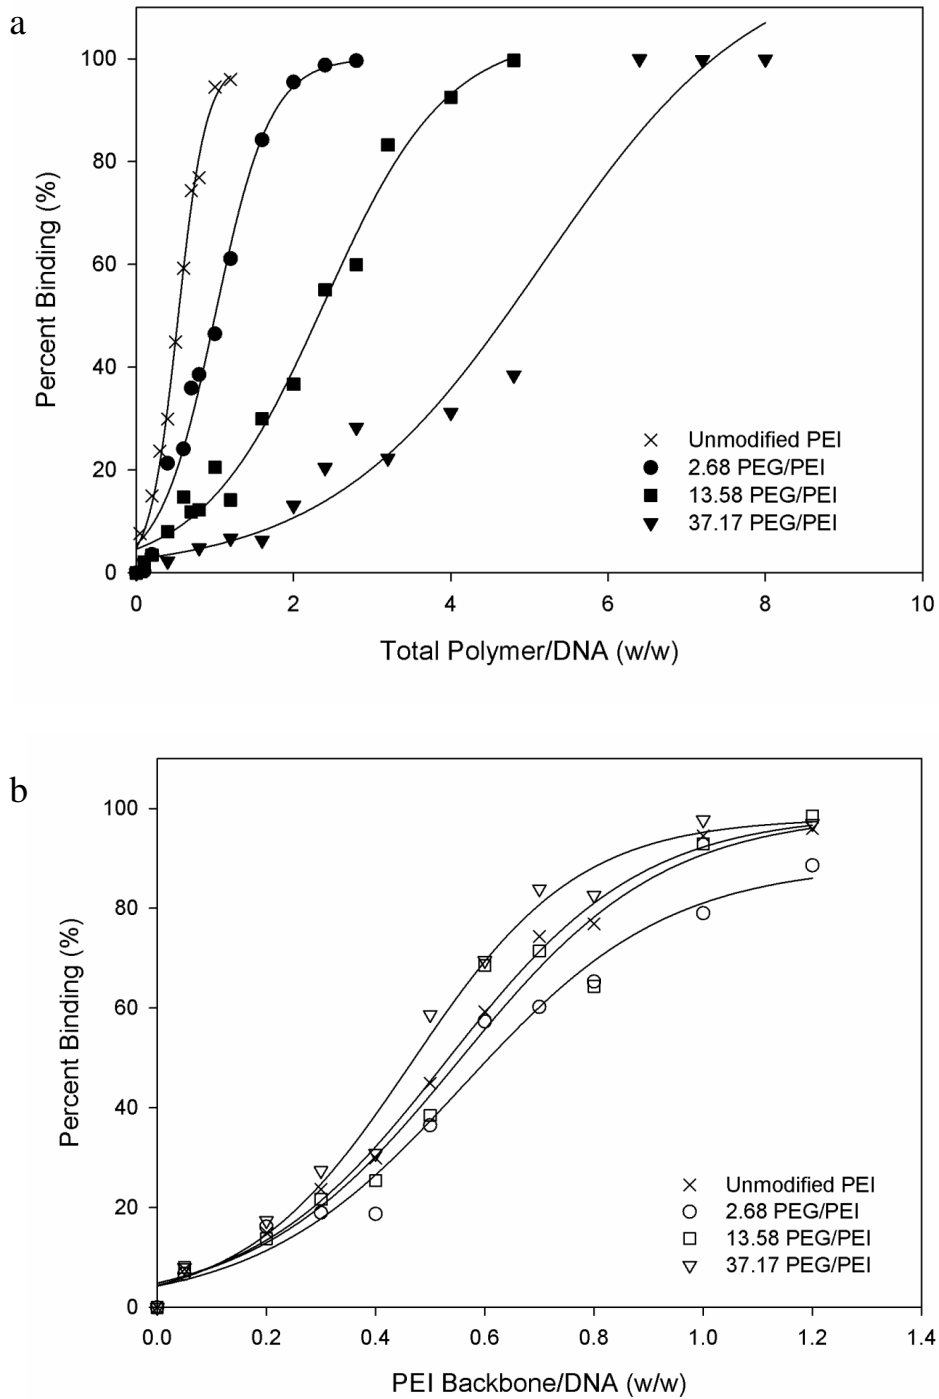 a
100
80
60
40
20
0
Percent Binding (%)
Unmodified PEI
2.68 PEG/PEI
13.58 PEG/PEI
37.17 PEG/PEI
0 2 4 6 8 10
Total Polymer/DNA (w/w)
b
100
80
60
40
20
0
Percent Binding (%)
Unmodified PEI
2.68 PEG/PEI
13.58 PEG/PEI
37.17 PEG/PEI
0.0 0.2 0.4 0.6 0.8 1.0 1.2 1.4
PEI Backbone/DNA (w/w)